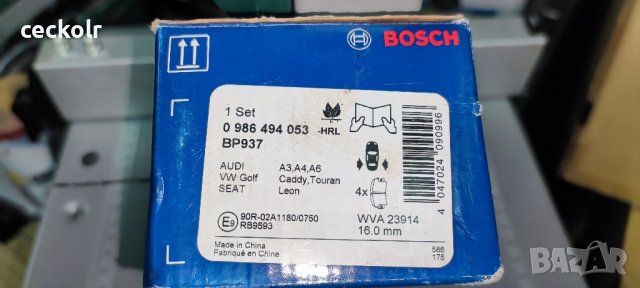 ceckolr
BOSCH
1 Set
0 986 494 053 -HRL
BP937
AUDI A3,A4,A6
VW Golf Caddy,Touran
SEAT Leon
4x
E9 90R-02A1180/0750
RB9593
WVA 23914
16.0 mm
Made in China
Fabriqué en Chine
586
175
4 047024 090996
BAZAR